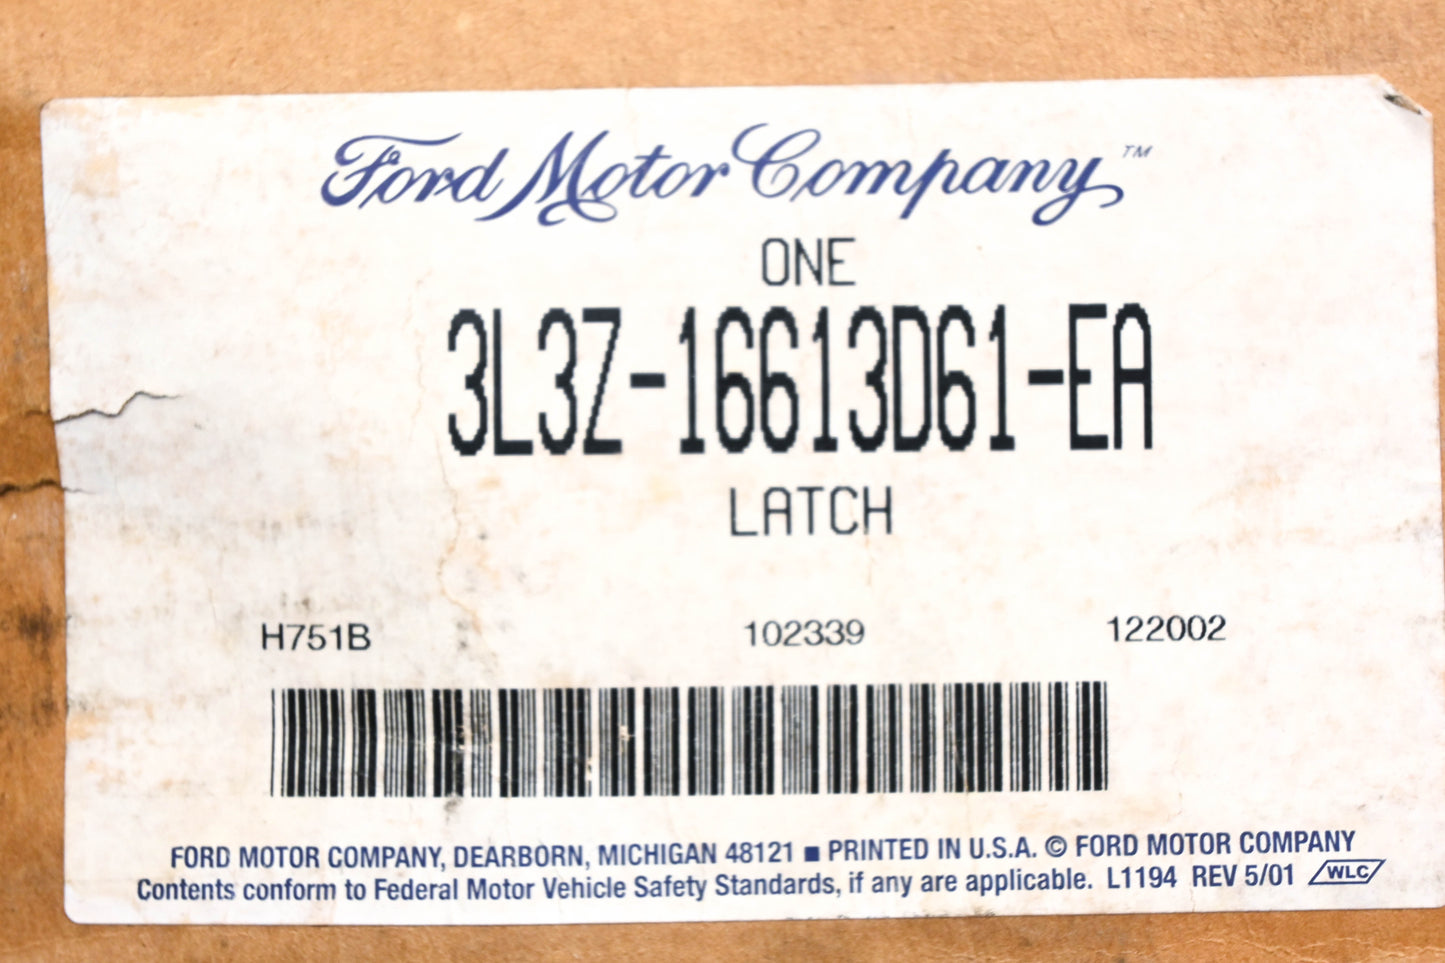 Ford Motor Company™
ONE
3L3Z-16613D61-EA
LATCH
H751B 102339 122002
FORD MOTOR COMPANY, DEARBORN, MICHIGAN 48121 ■ PRINTED IN U.S.A. © FORD MOTOR COMPANY
Contents conform to Federal Motor Vehicle Safety Standards, if any are applicable. L1194 REV 5/01 WLC